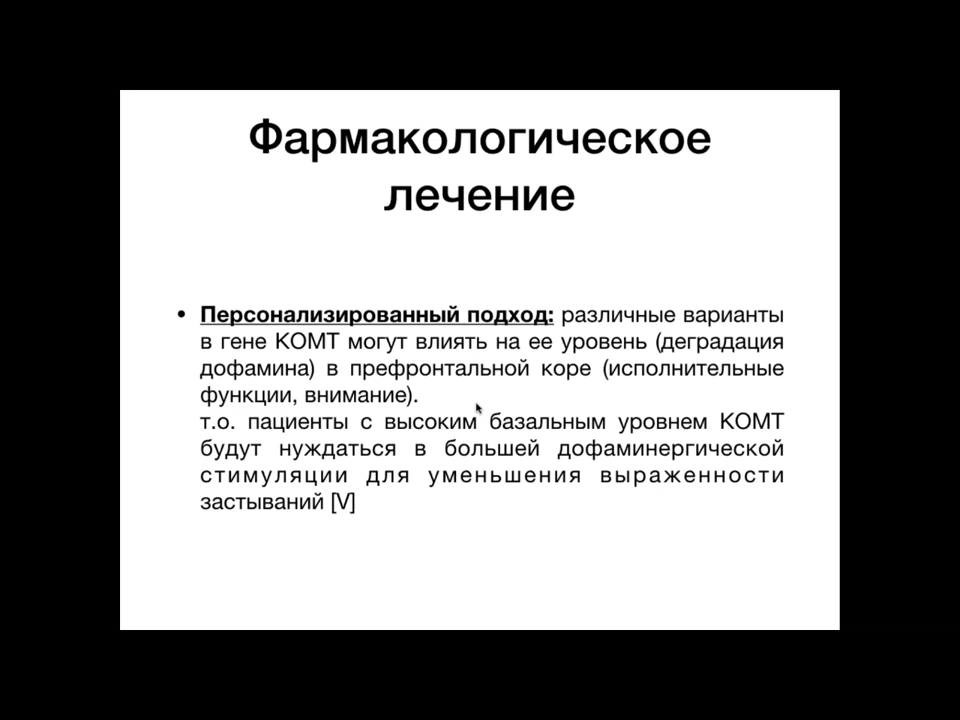 Фармакологическое
лечение
• Персонализированный подход: различные варианты
в гене КОМТ могут влиять на ее уровень (деградация
дофамина) в префронтальной коре (исполнительные
функции, внимание).
т.о. пациенты с высоким базальным уровнем КОМТ
будут нуждаться в большей дофаминергической
стимуляции для уменьшения выраженности
застываний [V]